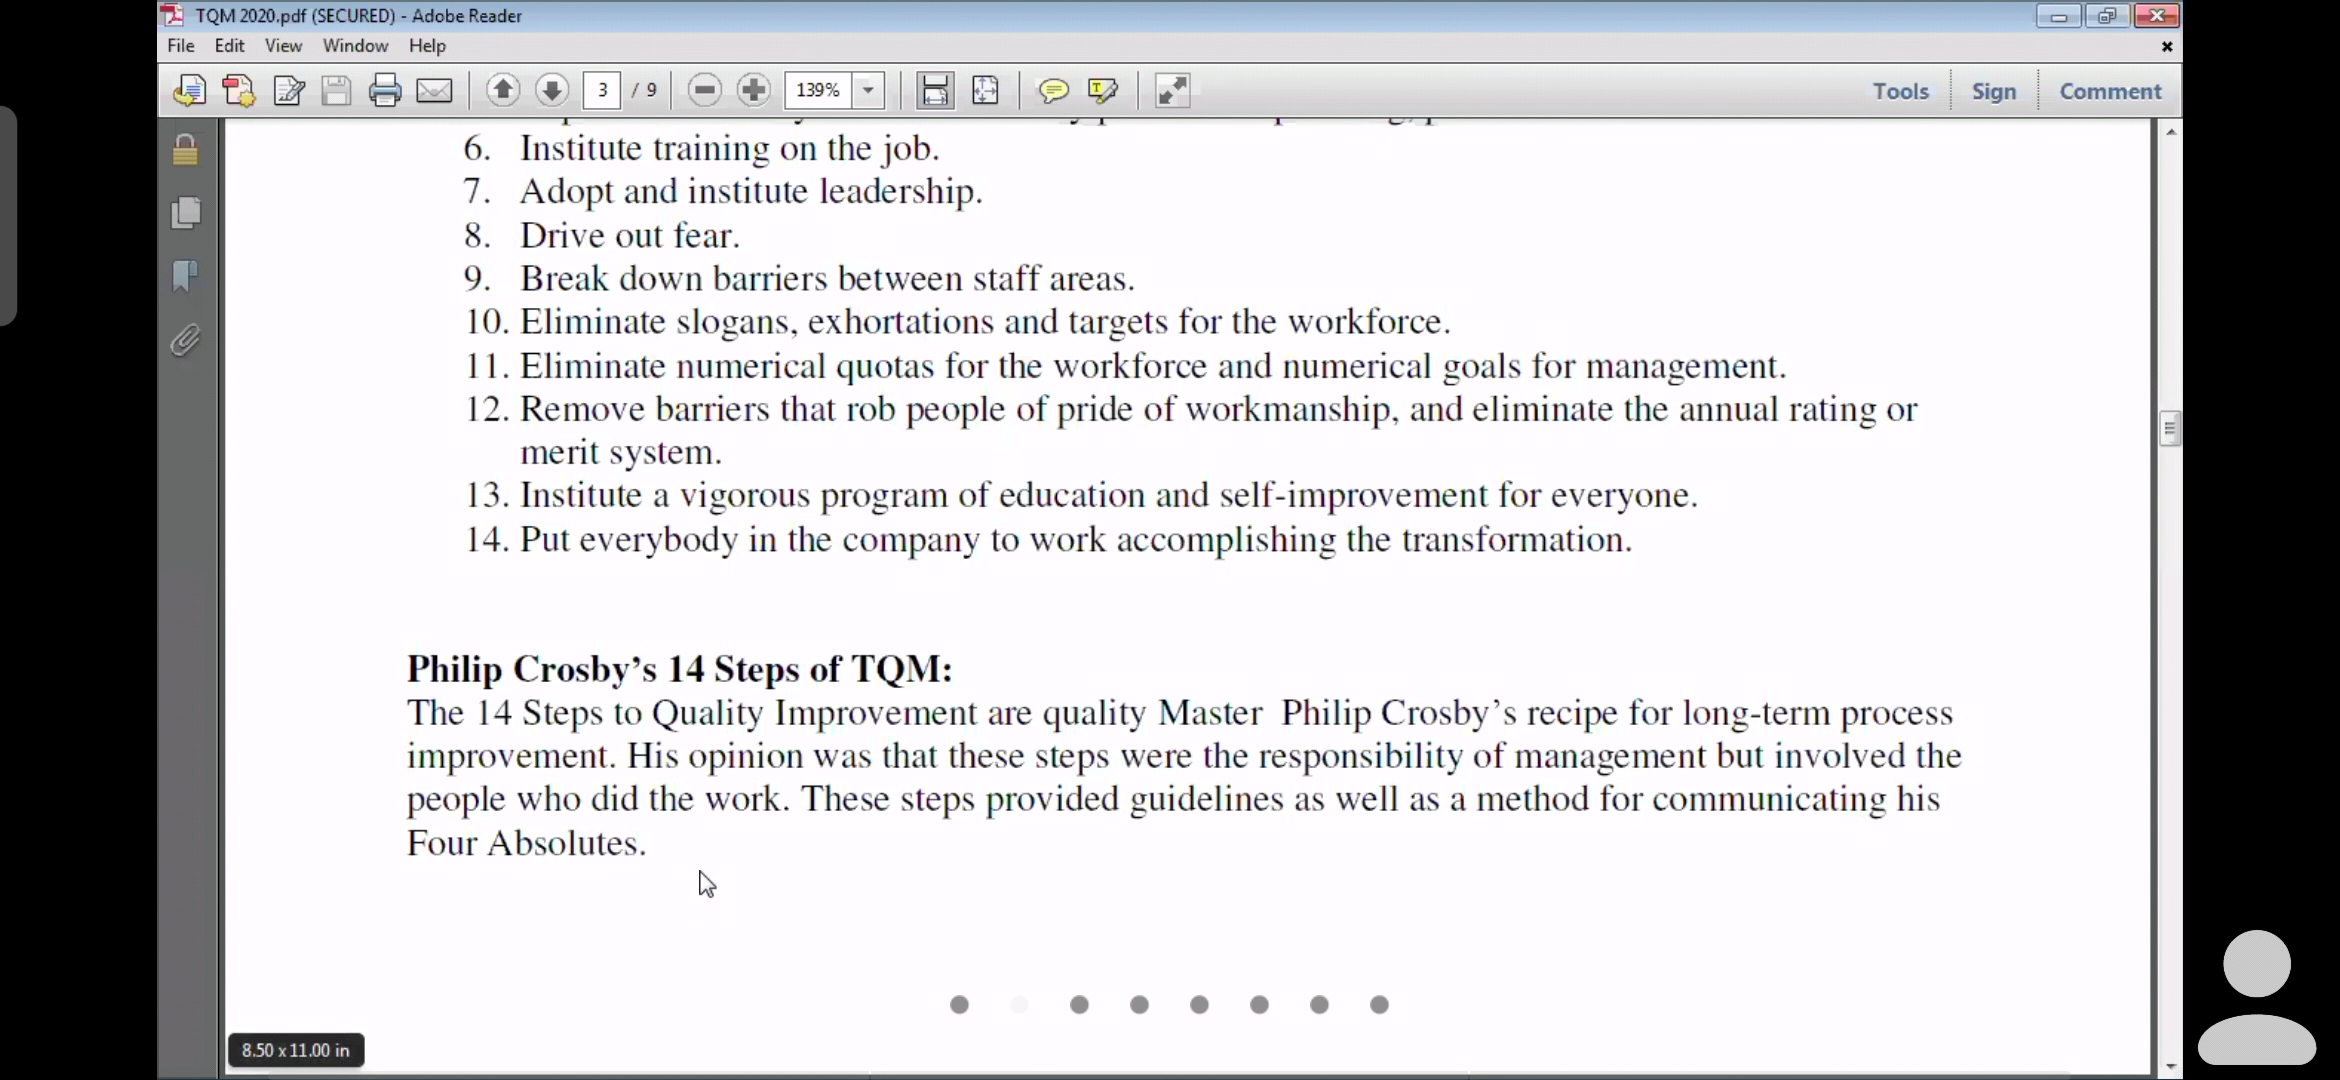 TQM 2020.pdf (SECURED) - Adobe Reader
File Edit View Window Help
3 / 9 139% Tools Sign Comment
6. Institute training on the job.
7. Adopt and institute leadership.
8. Drive out fear.
9. Break down barriers between staff areas.
10. Eliminate slogans, exhortations and targets for the workforce.
11. Eliminate numerical quotas for the workforce and numerical goals for management.
12. Remove barriers that rob people of pride of workmanship, and eliminate the annual rating or
merit system.
13. Institute a vigorous program of education and self-improvement for everyone.
14. Put everybody in the company to work accomplishing the transformation.
Philip Crosby’s 14 Steps of TQM:
The 14 Steps to Quality Improvement are quality Master  Philip Crosby’s recipe for long-term process
improvement. His opinion was that these steps were the responsibility of management but involved the
people who did the work. These steps provided guidelines as well as a method for communicating his
Four Absolutes.
8.50 x 11.00 in